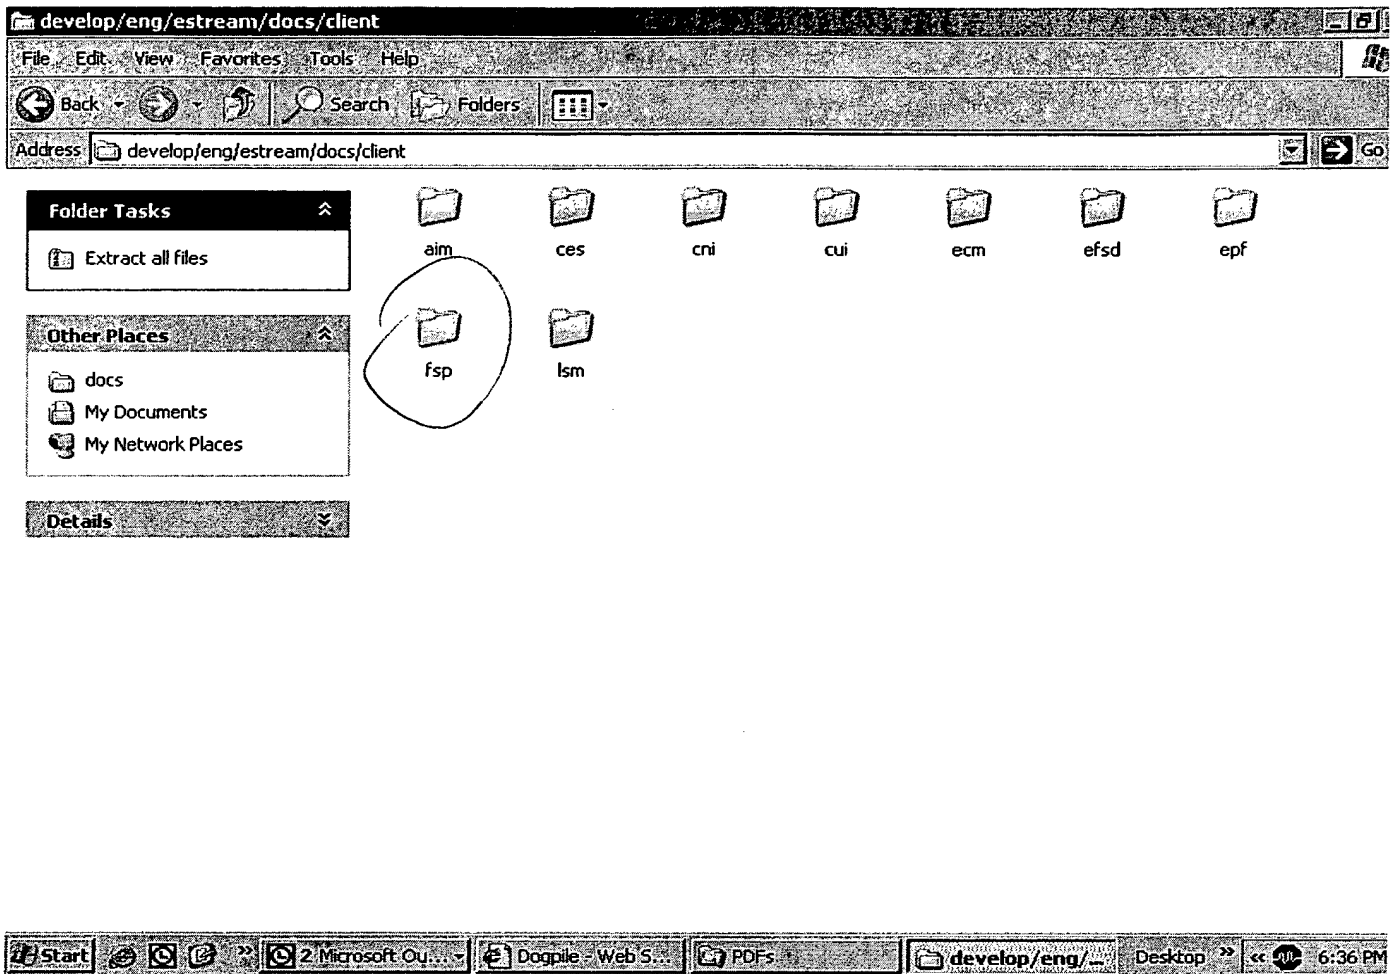 develop/eng/estream/docs/client
File Edit View Favorites Tools Help
Back Search Folders
Address develop/eng/estream/docs/client Go
Folder Tasks
Extract all files
Other Places
docs
My Documents
My Network Places
Details
aim ces cni cui ecm efsd epf
fsp lsm
Start 2 Microsoft Ou... Dogpile - Web S... PDFs develop/eng/... Desktop 6:36 PM